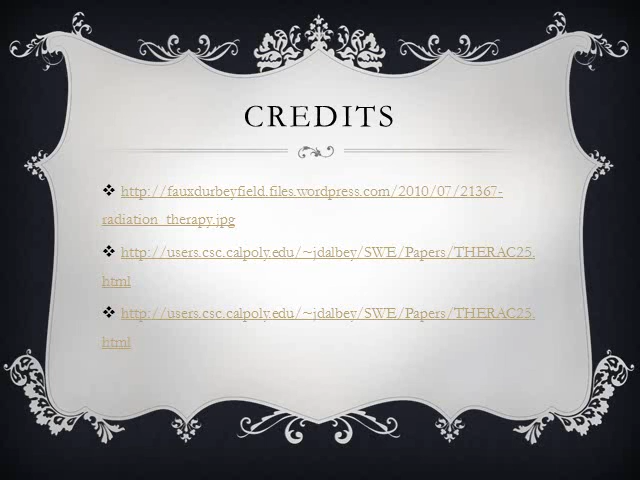 CREDITS
❖ http://fauxdurbeyfield.files.wordpress.com/2010/07/21367-
radiation_therapy.jpg
❖ http://users.csc.calpoly.edu/~jdalbey/SWE/Papers/THERAC25.
html
❖ http://users.csc.calpoly.edu/~jdalbey/SWE/Papers/THERAC25.
html